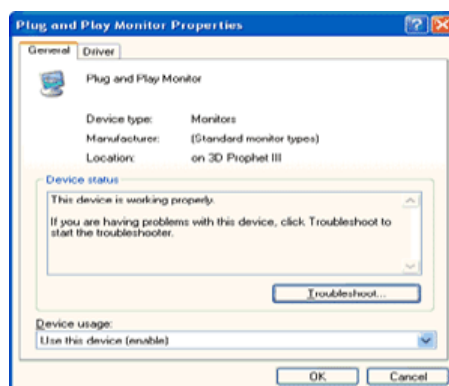 Plug and Play Monitor Properties
General Driver
Plug and Play Monitor
Device type: Monitors
Manufacturer: (Standard monitor types)
Location: on 3D Prophet III
Device status
This device is working properly.
If you are having problems with this device, click Troubleshoot to
start the troubleshooter.
Troubleshoot...
Device usage:
Use this device (enable)
OK Cancel